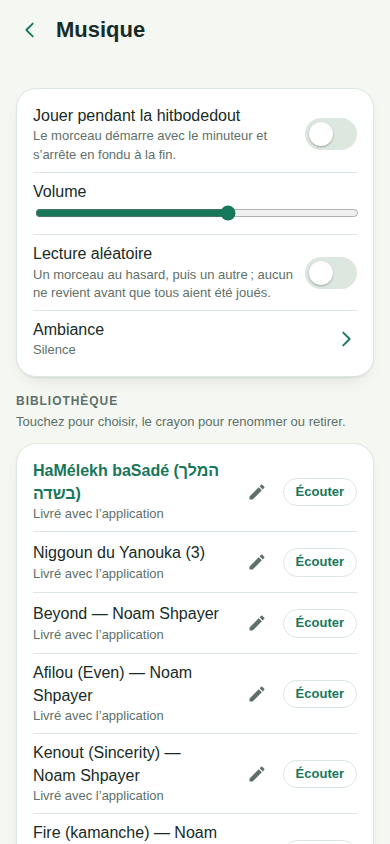 Musique
Jouer pendant la hitbodedout
Le morceau démarre avec le minuteur et
s’arrête en fondu à la fin.
Volume
Lecture aléatoire
Un morceau au hasard, puis un autre ; aucun
ne revient avant que tous aient été joués.
Ambiance
Silence
BIBLIOTHÈQUE
Touchez pour choisir, le crayon pour renommer ou retirer.
HaMélekh baSadé (המלך
בשדה)
Livré avec l’application
Écouter
Niggoun du Yanouka (3)
Livré avec l’application
Écouter
Beyond — Noam Shpayer
Livré avec l’application
Écouter
Afilou (Even) — Noam
Shpayer
Livré avec l’application
Écouter
Kenout (Sincerity) —
Noam Shpayer
Livré avec l’application
Écouter
Fire (kamanche) — Noam